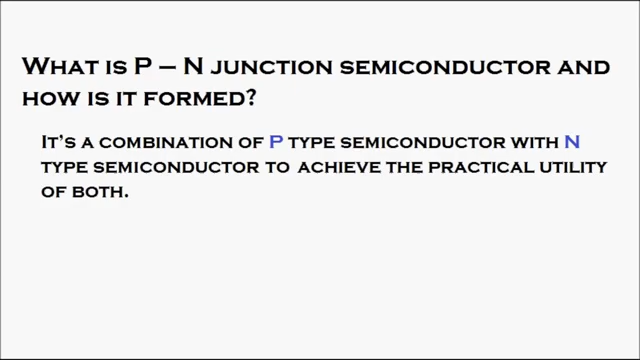 What is P – N junction semiconductor and
how is it formed?
It's a combination of P type semiconductor with N
type semiconductor to achieve the practical utility
of both.